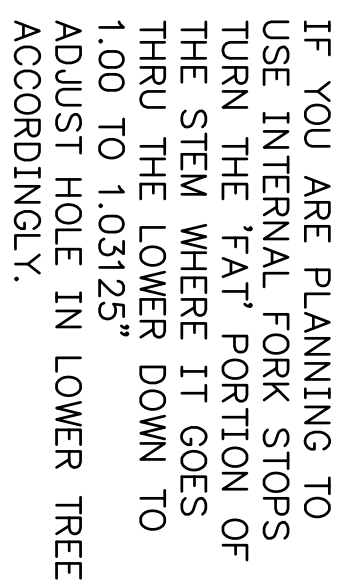 IF YOU ARE PLANNING TO
USE INTERNAL FORK STOPS
TURN THE 'FAT' PORTION OF
THE STEM WHERE IT GOES
THRU THE LOWER DOWN TO
1.00 TO 1.03125”
ADJUST HOLE IN LOWER TREE
ACCORDINGLY.